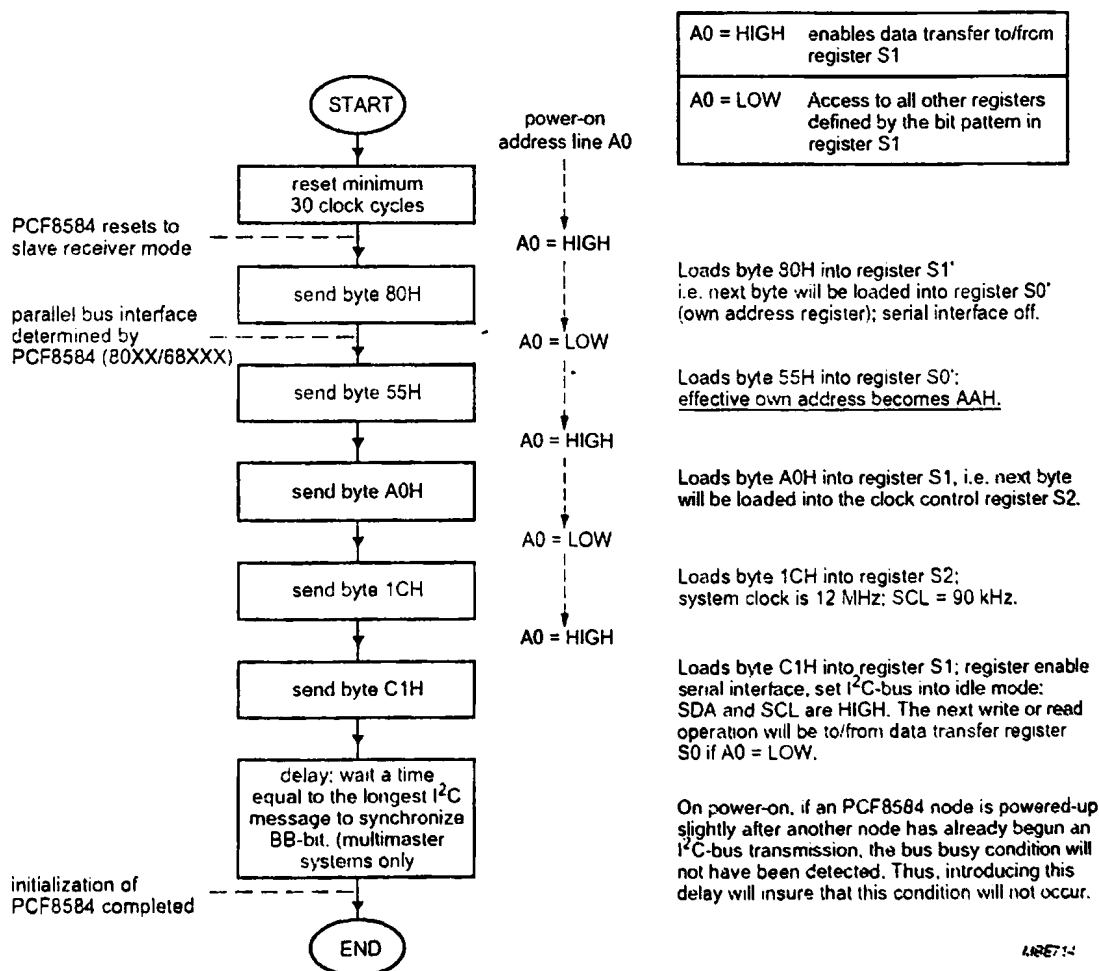 A0 = HIGH enables data transfer to/from
register S1
A0 = LOW Access to all other registers
defined by the bit pattern in
register S1
START
power-on
address line A0
reset minimum
30 clock cycles
PCF8584 resets to
slave receiver mode
A0 = HIGH
send byte 80H
Loads byte 80H into register S1'
i.e. next byte will be loaded into register S0'
(own address register); serial interface off.
parallel bus interface
determined by
PCF8584 (80XX/68XXX)
A0 = LOW
send byte 55H
Loads byte 55H into register S0';
effective own address becomes AAH.
A0 = HIGH
send byte A0H
Loads byte A0H into register S1, i.e. next byte
will be loaded into the clock control register S2.
A0 = LOW
send byte 1CH
Loads byte 1CH into register S2;
system clock is 12 MHz; SCL = 90 kHz.
A0 = HIGH
send byte C1H
Loads byte C1H into register S1; register enable
serial interface, set I²C-bus into idle mode;
SDA and SCL are HIGH. The next write or read
operation will be to/from data transfer register
S0 if A0 = LOW.
delay: wait a time
equal to the longest I²C
message to synchronize
BB-bit. (multimaster
systems only
On power-on, if an PCF8584 node is powered-up
slightly after another node has already begun an
I²C-bus transmission, the bus busy condition will
not have been detected. Thus, introducing this
delay will insure that this condition will not occur.
initialization of
PCF8584 completed
END
MBE714